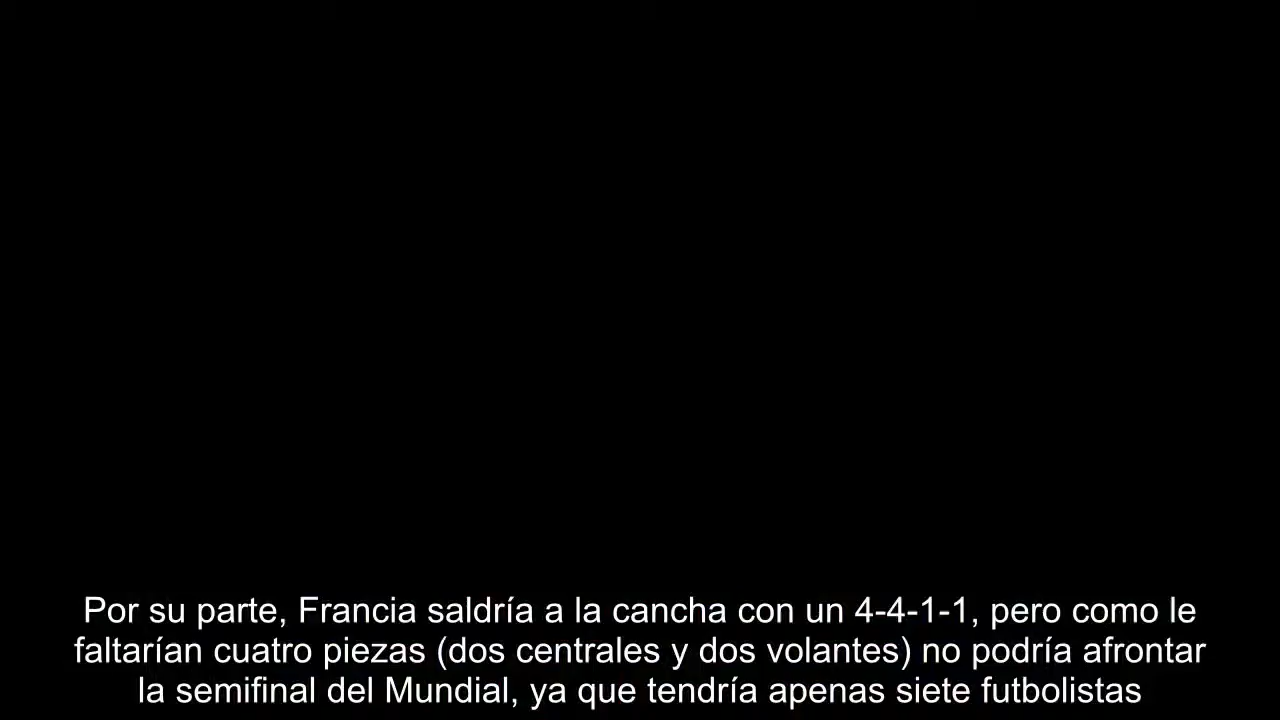 Por su parte, Francia saldría a la cancha con un 4-4-1-1, pero como le
faltarían cuatro piezas (dos centrales y dos volantes) no podría afrontar
la semifinal del Mundial, ya que tendría apenas siete futbolistas